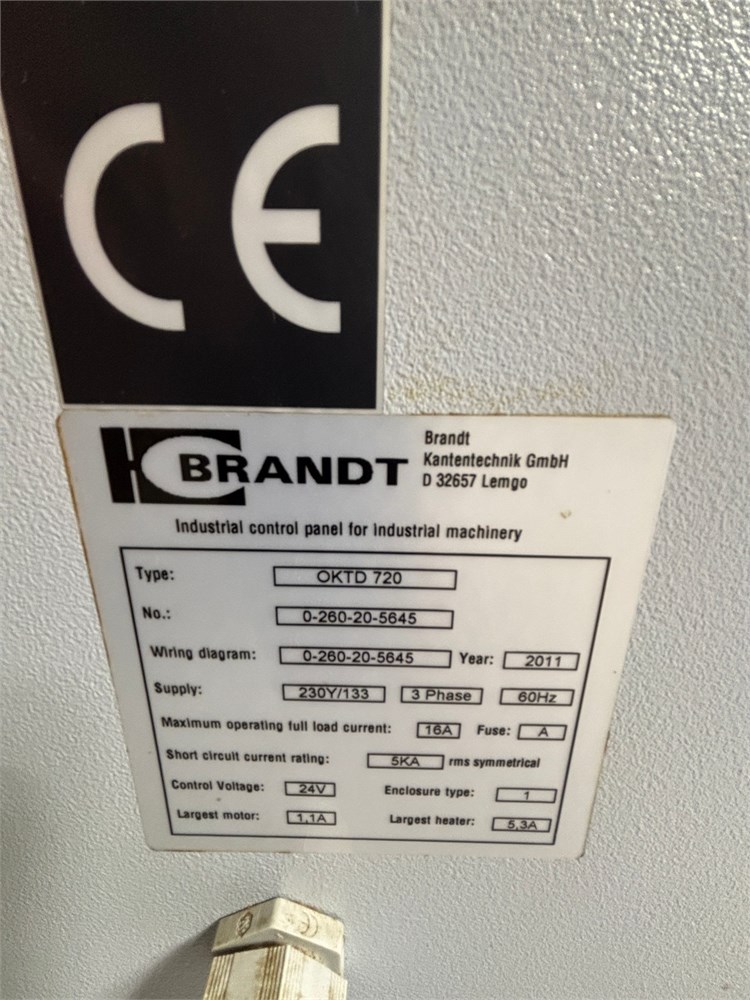 CE
BRANDT
Brandt
Kantentechnik GmbH
D 32657 Lemgo
Industrial control panel for industrial machinery
Type: OKTD 720
No.: 0-260-20-5645
Wiring diagram: 0-260-20-5645 Year: 2011
Supply: 230Y/133 3 Phase 60Hz
Maximum operating full load current: 16A Fuse: A
Short circuit current rating: 5KA rms symmetrical
Control Voltage: 24V Enclosure type: 1
Largest motor: 1,1A Largest heater: 5,3A